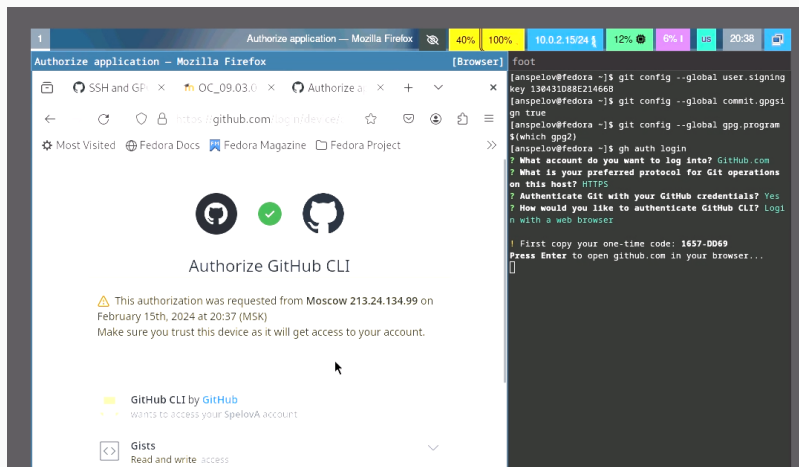 1
Authorize application — Mozilla Firefox
40%
100%
10.0.2.15/24
12%
6%
us
20:38
Authorize application — Mozilla Firefox [Browser]
SSH and GP
OC_09.03.0
Authorize a
https://github.com/login/device/
Most Visited
Fedora Docs
Fedora Magazine
Fedora Project
Authorize GitHub CLI
This authorization was requested from Moscow 213.24.134.99 on
February 15th, 2024 at 20:37 (MSK)
Make sure you trust this device as it will get access to your account.
GitHub CLI by GitHub
wants to access your SpelovA account
Gists
Read and write access
foot
[anspelov@fedora ~]$ git config --global user.signing
key 130431D88E21466B
[anspelov@fedora ~]$ git config --global commit.gpgsi
gn true
[anspelov@fedora ~]$ git config --global gpg.program
$(which gpg2)
[anspelov@fedora ~]$ gh auth login
? What account do you want to log into? GitHub.com
? What is your preferred protocol for Git operations
on this host? HTTPS
? Authenticate Git with your GitHub credentials? Yes
? How would you like to authenticate GitHub CLI? Logi
n with a web browser
! First copy your one-time code: 1657-DD69
Press Enter to open github.com in your browser...